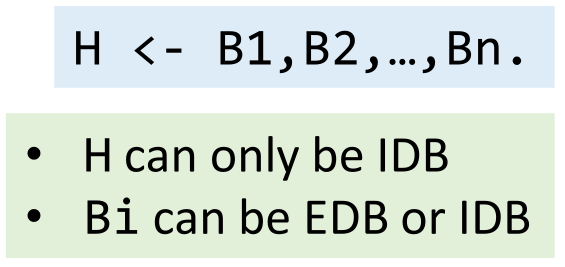 H <- B1,B2,…,Bn.
• H can only be IDB
• Bi can be EDB or IDB